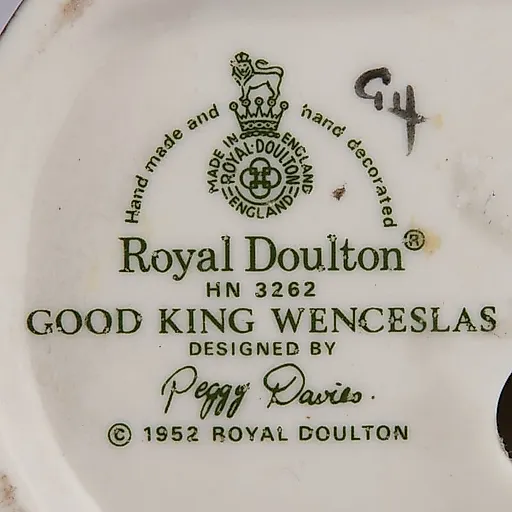 Hand made and hand decorated
MADE IN ENGLAND
ROYAL·DOULTON
ENGLAND
Royal Doulton®
HN 3262
GOOD KING WENCESLAS
DESIGNED BY
Peggy Davies.
© 1952 ROYAL DOULTON